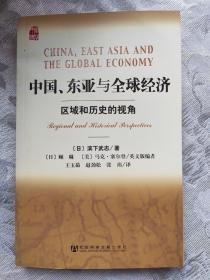 CHINA, EAST ASIA AND
THE GLOBAL ECONOMY
中国、东亚与全球经济
区域和历史的视角
Regional and Historical Perspectives
〔日〕滨下武志/著
〔日〕顾 琳 〔美〕马克·塞尔登/英文版编者
王玉茹 赵劲松 张 玮/译
社会科学文献出版社